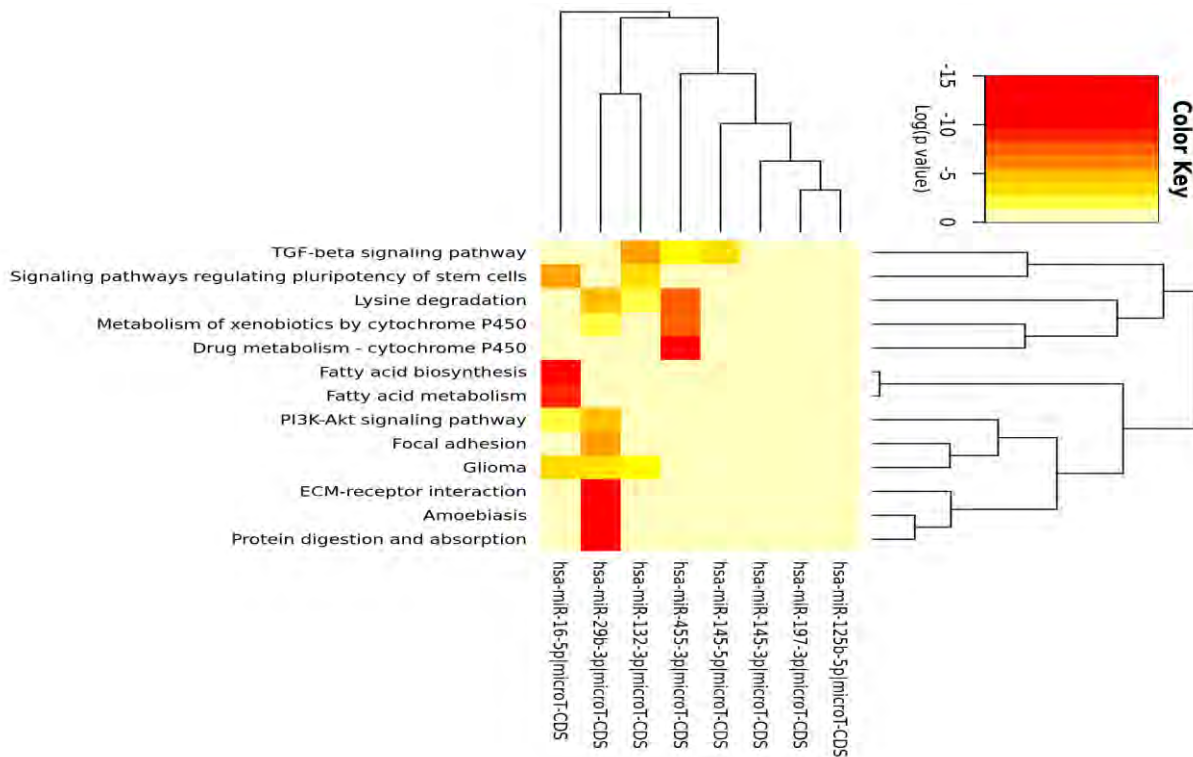 Color Key
-15
-10
-5
0
Log(p value)
TGF-beta signaling pathway
Signaling pathways regulating pluripotency of stem cells
Lysine degradation
Metabolism of xenobiotics by cytochrome P450
Drug metabolism - cytochrome P450
Fatty acid biosynthesis
Fatty acid metabolism
PI3K-Akt signaling pathway
Focal adhesion
Glioma
ECM-receptor interaction
Amoebiasis
Protein digestion and absorption
hsa-miR-16-5p|microT-CDS
hsa-miR-29b-3p|microT-CDS
hsa-miR-132-3p|microT-CDS
hsa-miR-455-3p|microT-CDS
hsa-miR-145-5p|microT-CDS
hsa-miR-145-3p|microT-CDS
hsa-miR-197-3p|microT-CDS
hsa-miR-125b-5p|microT-CDS